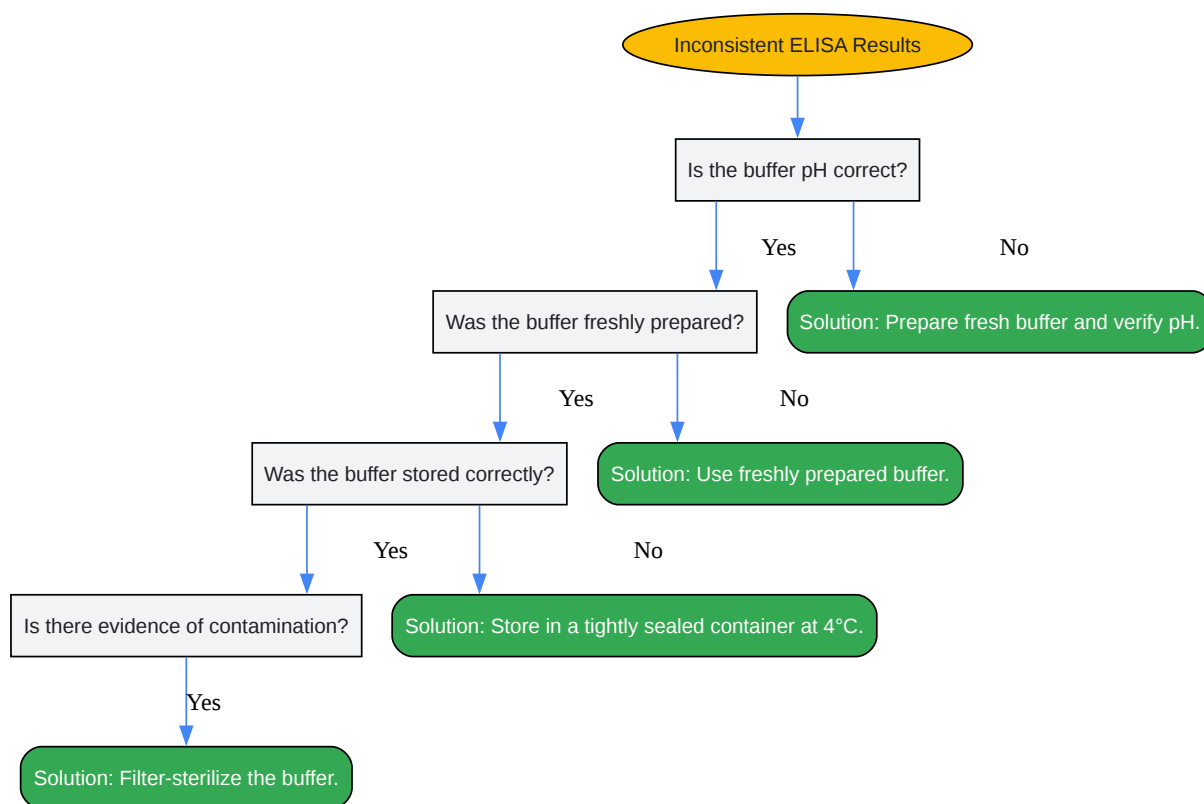 Inconsistent ELISA Results
Is the buffer pH correct?
Yes
No
Was the buffer freshly prepared?
Solution: Prepare fresh buffer and verify pH.
Yes
No
Was the buffer stored correctly?
Solution: Use freshly prepared buffer.
Yes
No
Is there evidence of contamination?
Solution: Store in a tightly sealed container at 4°C.
Yes
Solution: Filter-sterilize the buffer.